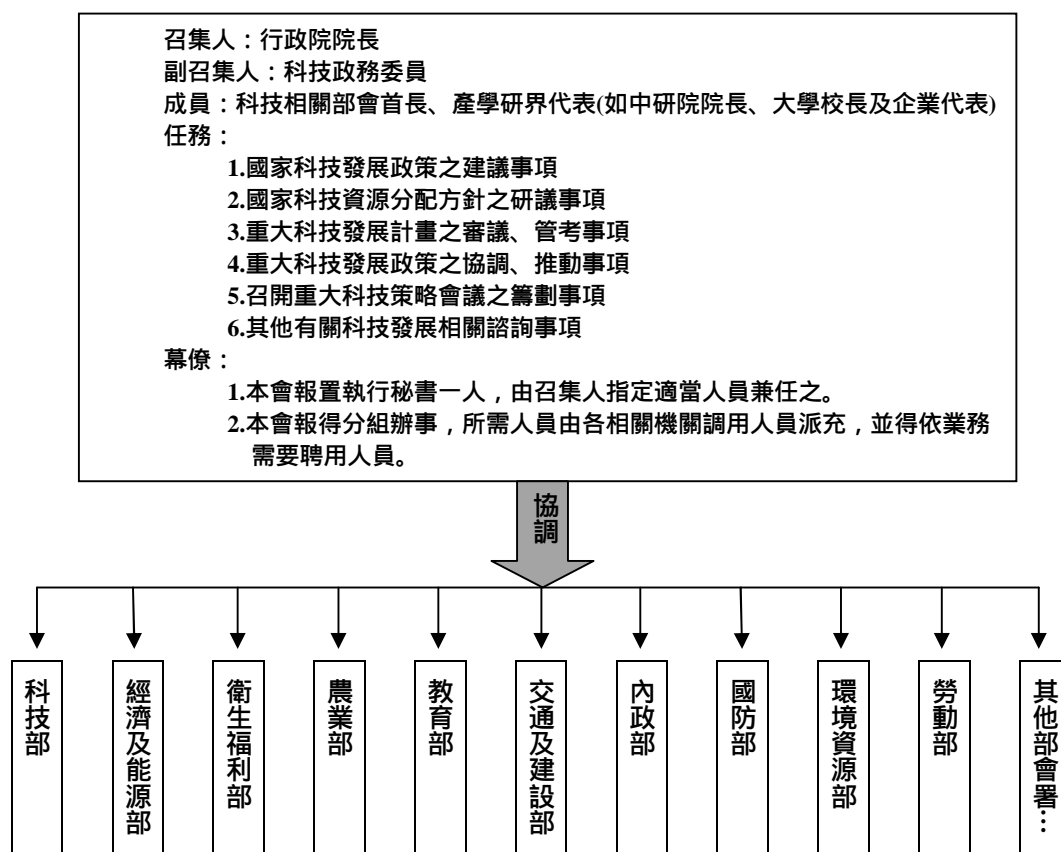 召集人：行政院院長
副召集人：科技政務委員
成員：科技相關部會首長、產學研界代表(如中研院院長、大學校長及企業代表)
任務：
1.國家科技發展政策之建議事項
2.國家科技資源分配方針之研議事項
3.重大科技發展計畫之審議、管考事項
4.重大科技發展政策之協調、推動事項
5.召開重大科技策略會議之籌劃事項
6.其他有關科技發展相關諮詢事項
幕僚：
1.本會報置執行秘書一人，由召集人指定適當人員兼任之。
2.本會報得分組辦事，所需人員由各相關機關調用人員派充，並得依業務
需要聘用人員。
協調
科技部
經濟及能源部
衛生福利部
農業部
教育部
交通及建設部
內政部
國防部
環境資源部
勞動部
其他部會署…